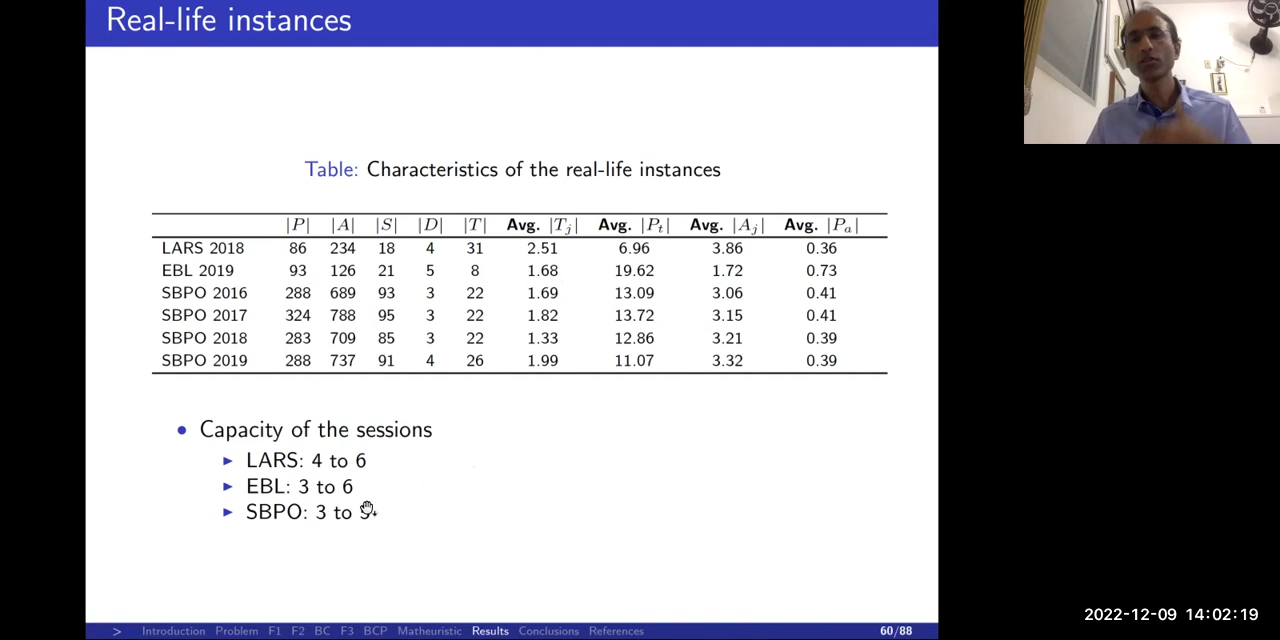 Real-life instances
Table: Characteristics of the real-life instances
|P| |A| |S| |D| |T| Avg. |T_j| Avg. |P_t| Avg. |A_j| Avg. |P_a|
LARS 2018 86 234 18 4 31 2.51 6.96 3.86 0.36
EBL 2019 93 126 21 5 8 1.68 19.62 1.72 0.73
SBPO 2016 288 689 93 3 22 1.69 13.09 3.06 0.41
SBPO 2017 324 788 95 3 22 1.82 13.72 3.15 0.41
SBPO 2018 283 709 85 3 22 1.33 12.86 3.21 0.39
SBPO 2019 288 737 91 4 26 1.99 11.07 3.32 0.39
• Capacity of the sessions
▶ LARS: 4 to 6
▶ EBL: 3 to 6
▶ SBPO: 3 to
> Introduction Problem F1 F2 BC F3 BCP Matheuristic Results Conclusions References 60/88
2022-12-09 14:02:19